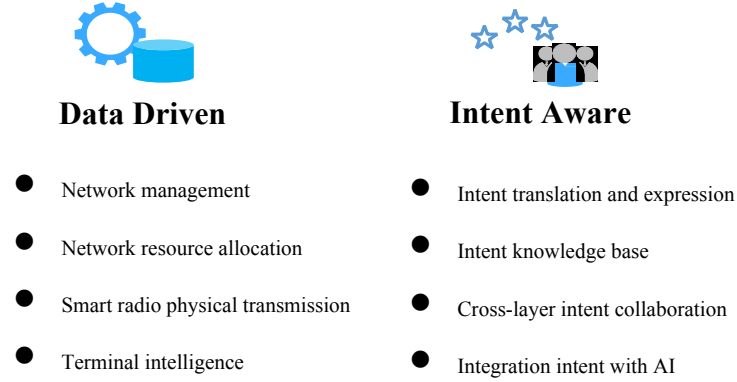 Data Driven
● Network management
● Network resource allocation
● Smart radio physical transmission
● Terminal intelligence
Intent Aware
● Intent translation and expression
● Intent knowledge base
● Cross-layer intent collaboration
● Integration intent with AI